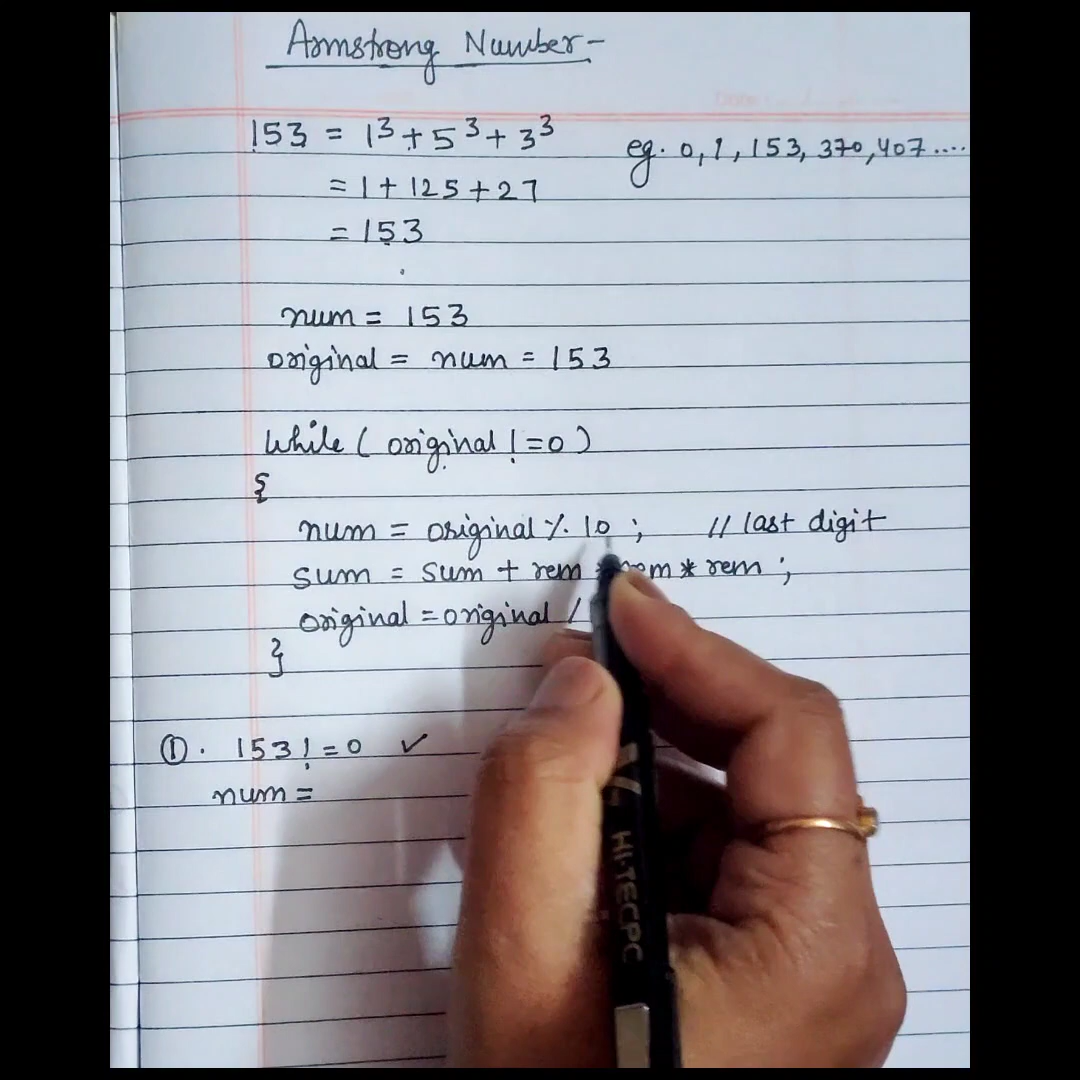 Armstrong Number-
153 = 1³ + 5³ + 3³
eg. 0, 1, 153, 370, 407 ....
= 1 + 125 + 27
= 153
num = 153
original = num = 153
while ( original != 0 )
{
num = original % 10 ; // last digit
sum = sum + rem * rem * rem ;
original = original /
}
①. 153 != 0 ✓
num =
HI-TECPC